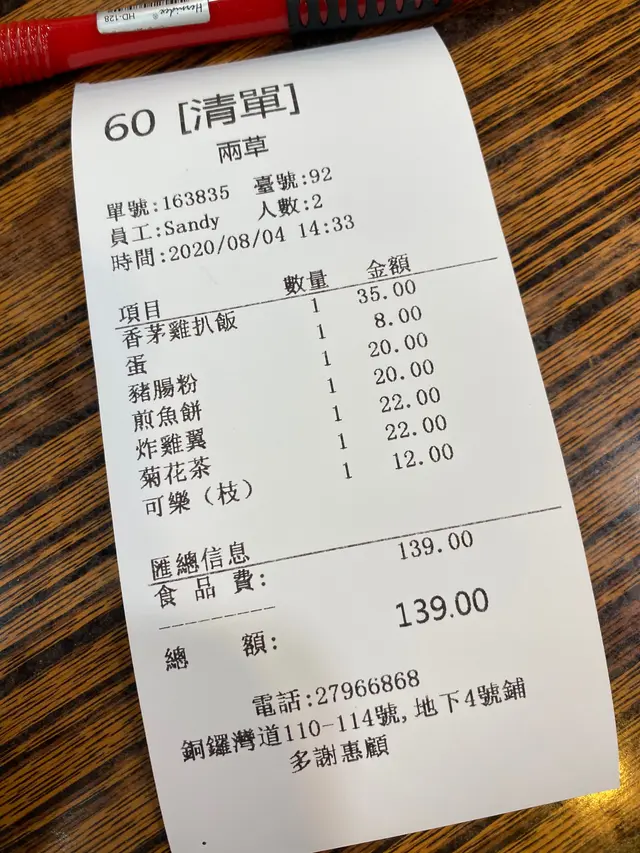 Hernidex®
HD-128
60 [清單]
兩草
單號:163835 臺號:92
員工:Sandy 人數:2
時間:2020/08/04 14:33
項目 數量 金額
香茅雞扒飯 1 35.00
蛋 1 8.00
豬腸粉 1 20.00
煎魚餅 1 20.00
炸雞翼 1 22.00
菊花茶 1 22.00
可樂（枝） 1 12.00
匯總信息
食品費: 139.00
總 額: 139.00
電話:27966868
銅鑼灣道110-114號,地下4號鋪
多謝惠顧